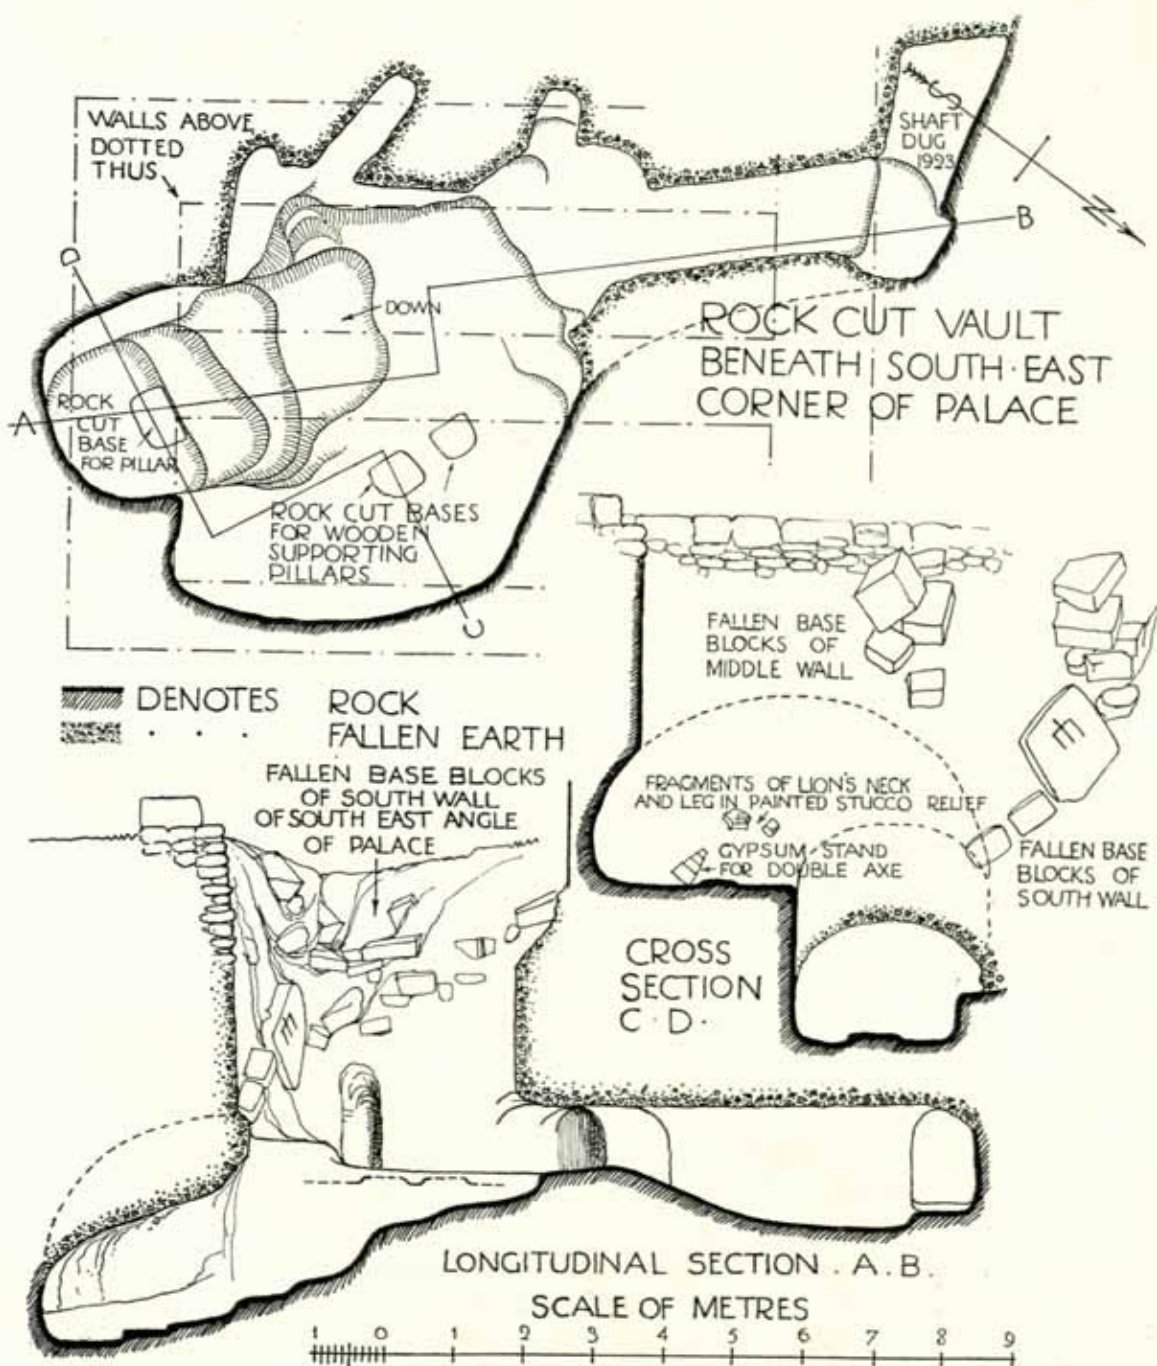 WALLS ABOVE
DOTTED
THUS
SHAFT
DUG
1923
S
N
B
D
DOWN
ROCK CUT VAULT
BENEATH SOUTH·EAST
CORNER OF PALACE
A
ROCK
CUT
BASE
FOR PILLAR
ROCK CUT BASES
FOR WOODEN
SUPPORTING
PILLARS
C
FALLEN BASE
BLOCKS OF
MIDDLE WALL
DENOTES ROCK
· · · FALLEN EARTH
FALLEN BASE BLOCKS
OF SOUTH WALL
OF SOUTH EAST ANGLE
OF PALACE
FRAGMENTS OF LION'S NECK
AND LEG IN PAINTED STUCCO RELIEF
GYPSUM STAND
FOR DOUBLE AXE
FALLEN BASE
BLOCKS OF
SOUTH WALL
CROSS
SECTION
C·D·
LONGITUDINAL SECTION . A.B.
SCALE OF METRES
1 0 1 2 3 4 5 6 7 8 9